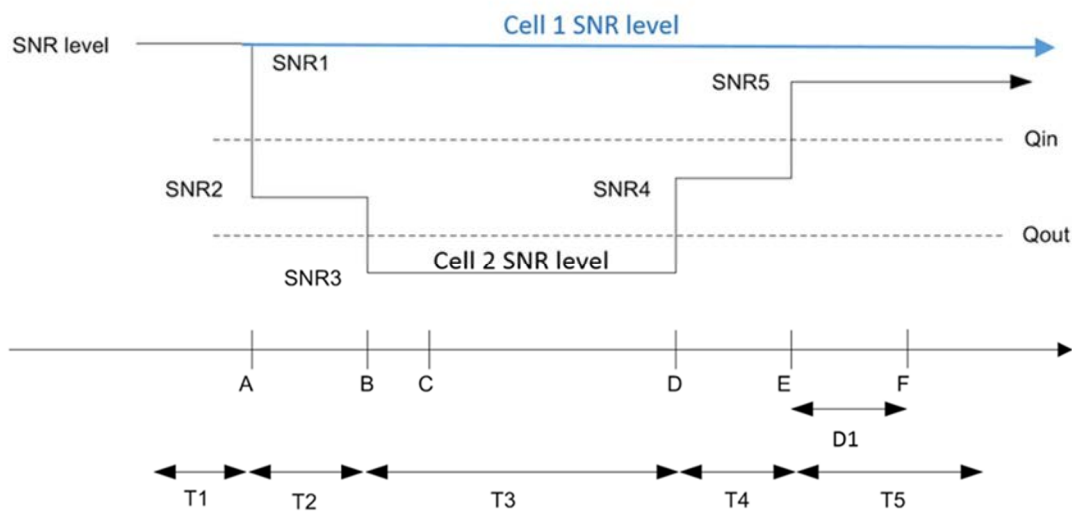 Cell 1 SNR level
SNR level
SNR1
SNR5
Qin
SNR2
SNR4
Qout
Cell 2 SNR level
SNR3
A B C D E F
D1
T1 T2 T3 T4 T5